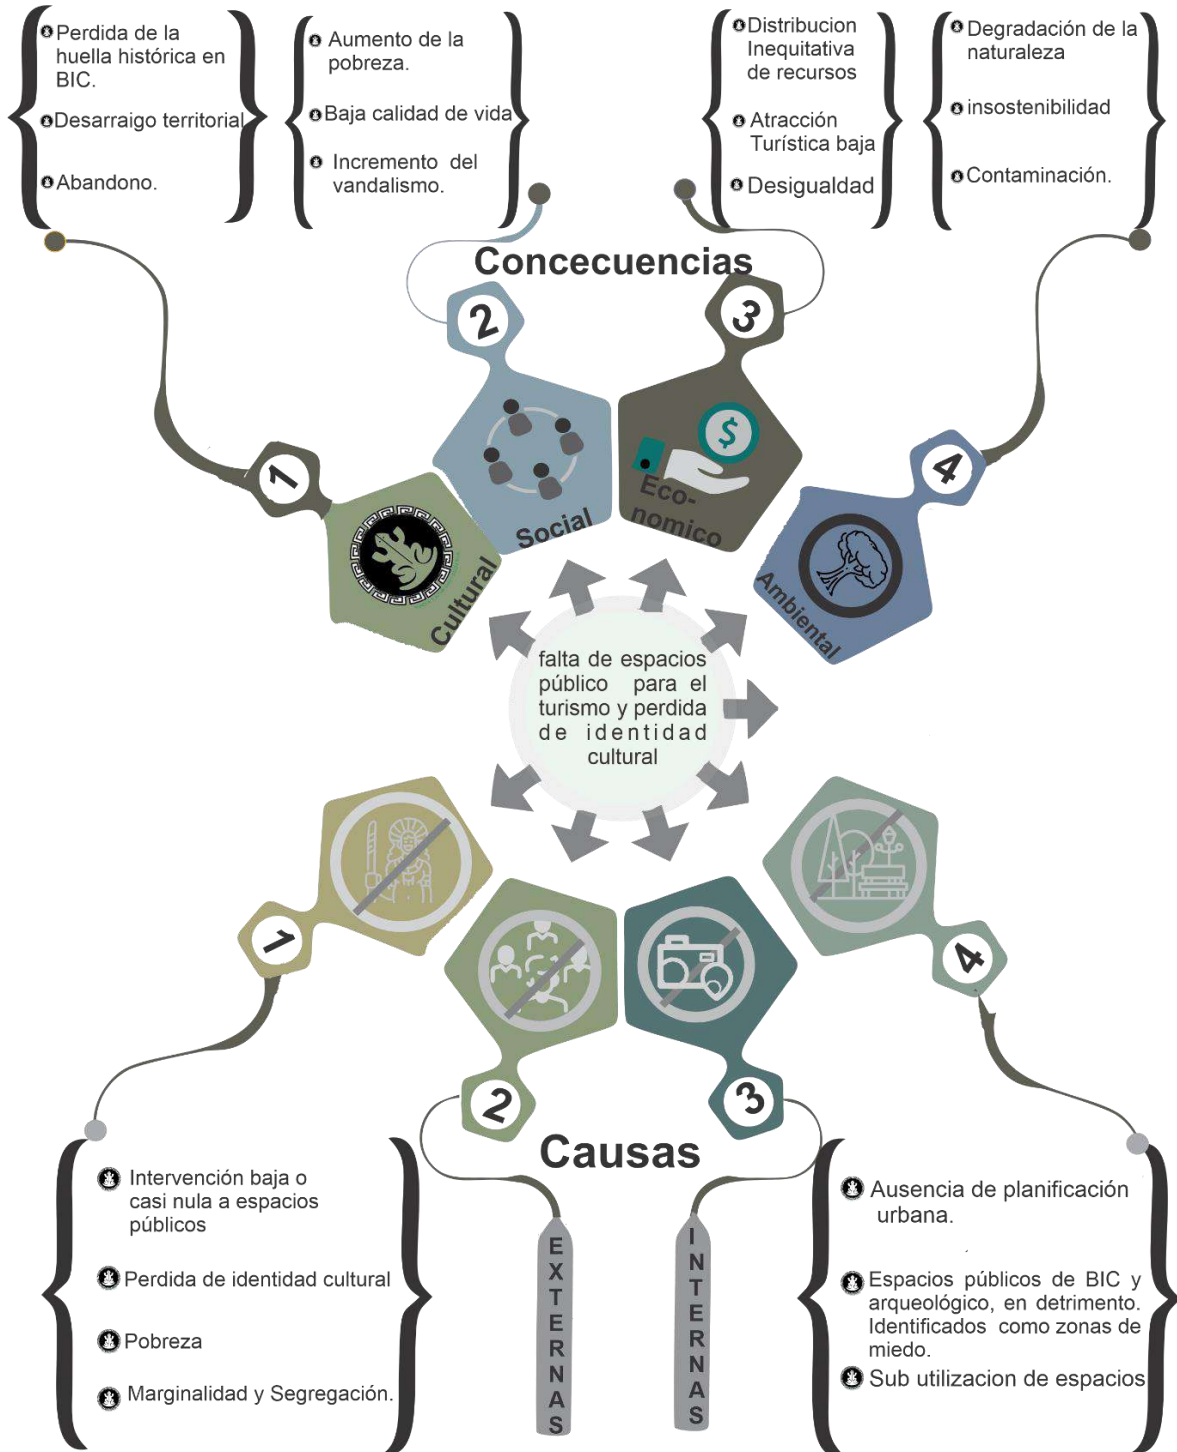 Perdida de la
huella histórica en
BIC.
Desarraigo territorial
Abandono.
Aumento de la
pobreza.
Baja calidad de vida
Incremento del
vandalismo.
Distribucion
Inequitativa
de recursos
Atracción
Turística baja
Desigualdad
Degradación de la
naturaleza
insostenibilidad
Contaminación.
Concecuencias
1
2
3
4
Cultural
Social
$
Eco-
nomico
Ambiental
falta de espacios
público para el
turismo y perdida
de identidad
cultural
1
2
3
4
Causas
Intervención baja o
casi nula a espacios
públicos
Perdida de identidad cultural
Pobreza
Marginalidad y Segregación.
EXTERNAS
INTERNAS
Ausencia de planificación
urbana.
Espacios públicos de BIC y
arqueológico, en detrimento.
Identificados como zonas de
miedo.
Sub utilizacion de espacios